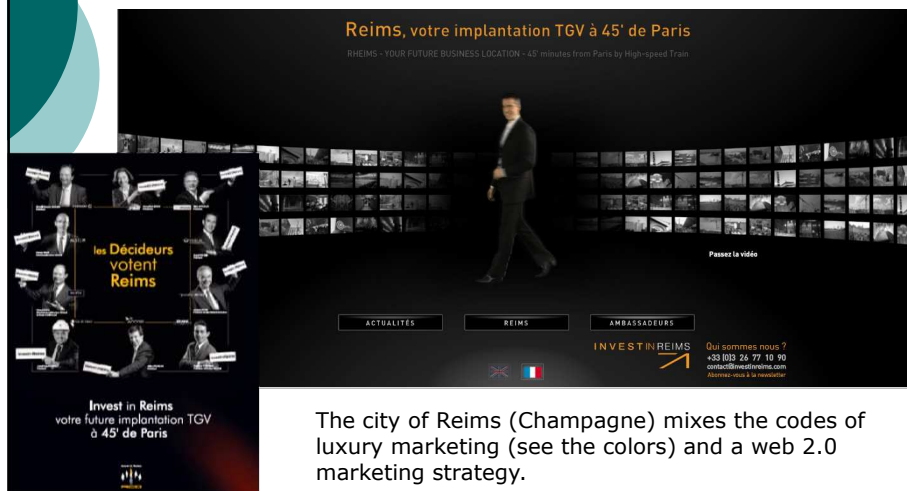 Reims, votre implantation TGV à 45' de Paris
RHEIMS - YOUR FUTURE BUSINESS LOCATION - 45' minutes from Paris by High-speed Train
Passez la vidéo
ACTUALITÉS
REIMS
AMBASSADEURS
INVEST IN REIMS
Qui sommes nous ?
+33 (0)3 26 77 10 90
contact@investinreims.com
Abonnez-vous à la newsletter
les Décideurs
votent
Reims
Invest in Reims
votre future implantation TGV
à 45' de Paris
The city of Reims (Champagne) mixes the codes of
luxury marketing (see the colors) and a web 2.0
marketing strategy.